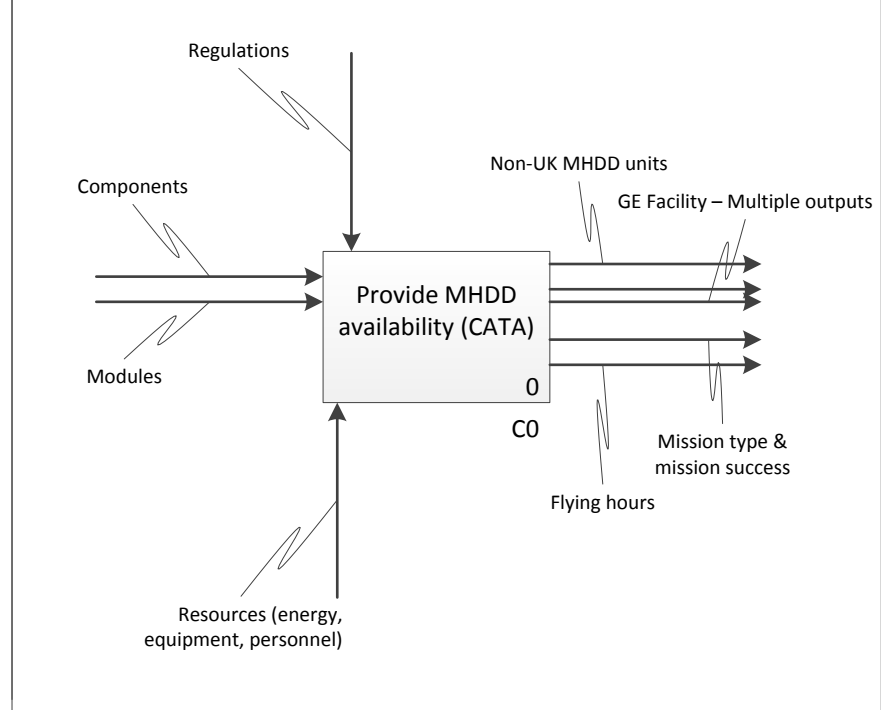 Regulations
Non-UK MHDD units
Components
GE Facility – Multiple outputs
Provide MHDD
availability (CATA)
0
C0
Modules
Mission type &
mission success
Flying hours
Resources (energy,
equipment, personnel)